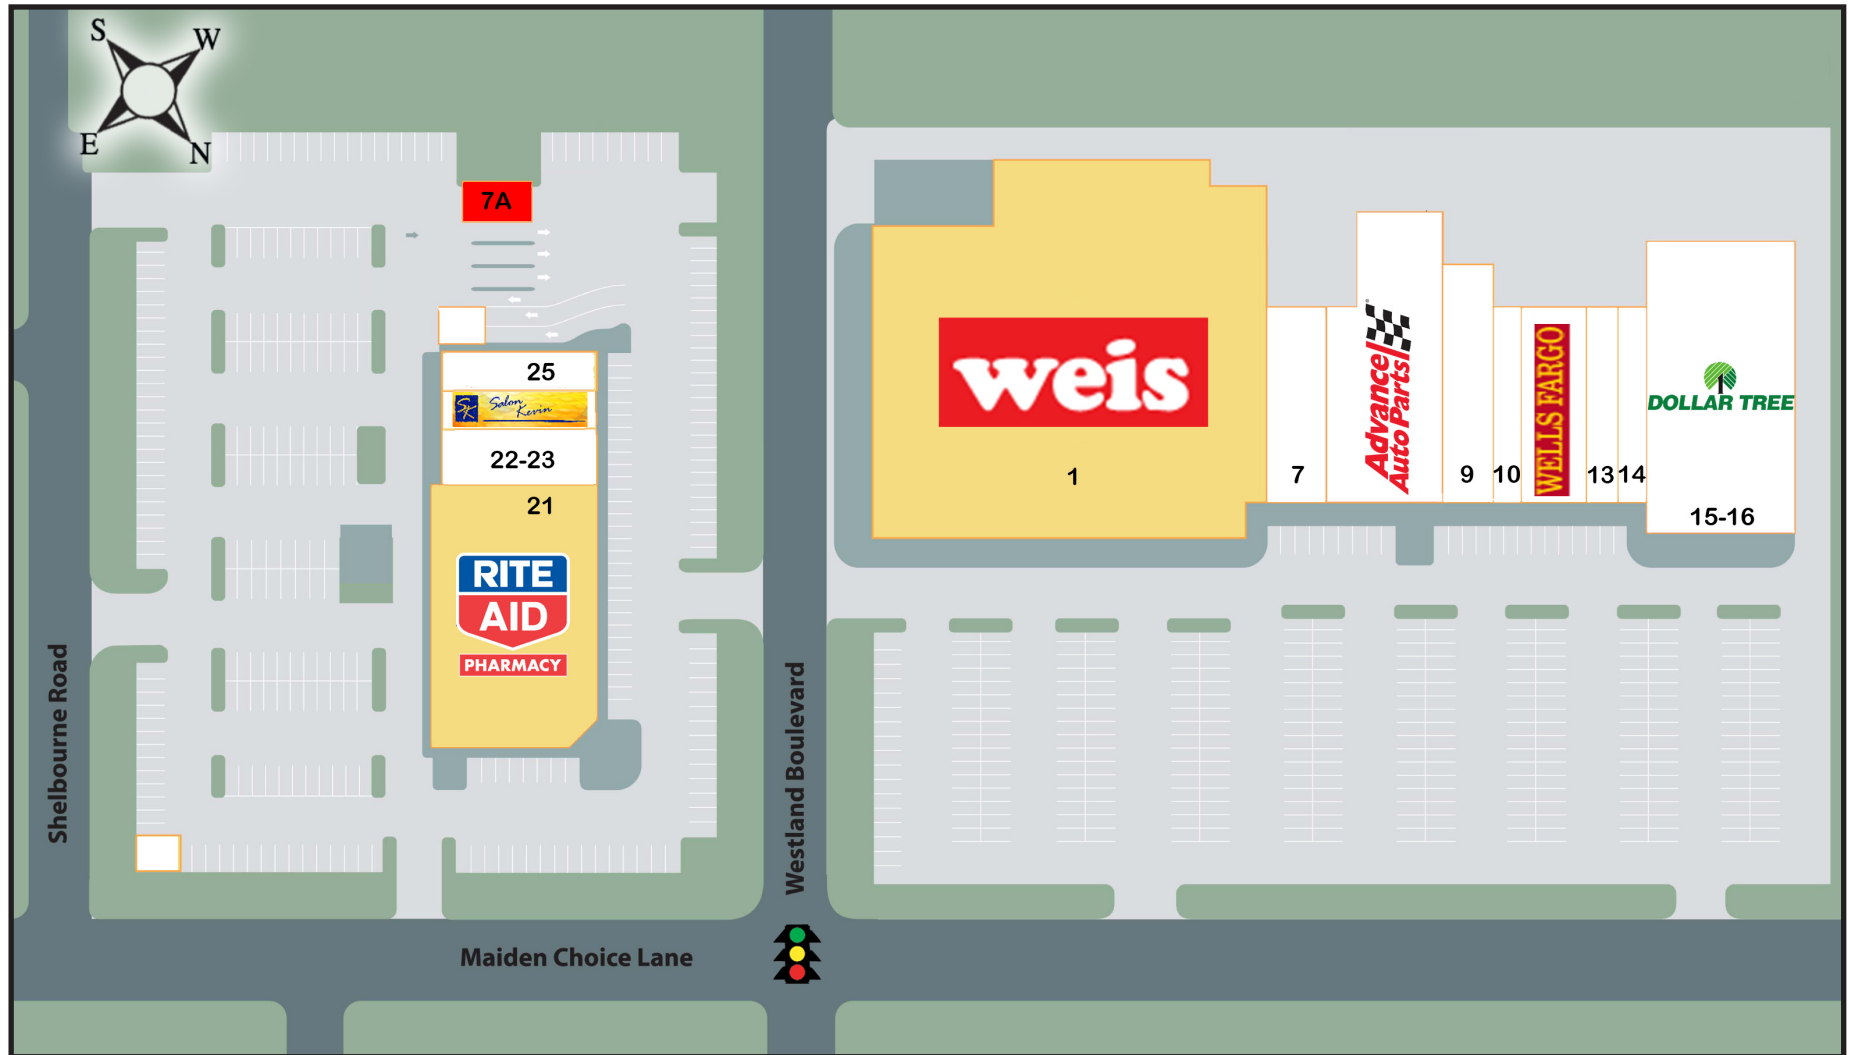 S
W
E
N
7A
25
SK
Salon
Kevin
22-23
21
RITE
AID
PHARMACY
weis
1
7
Advance
Auto Parts
9
10
WELLS FARGO
13
14
DOLLAR TREE
15-16
Shelbourne Road
Westland Boulevard
Maiden Choice Lane